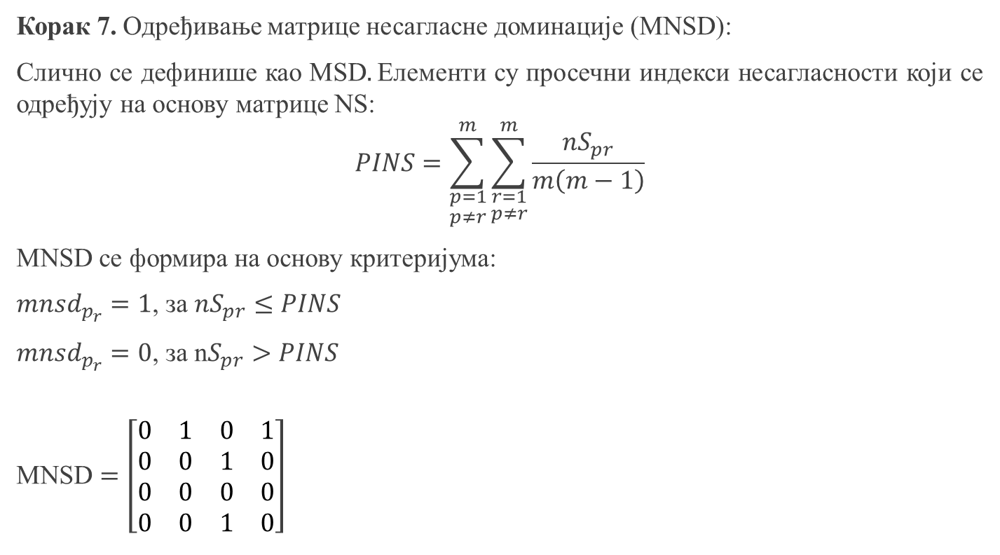 Корак 7. Одређивање матрице несагласне доминације (MNSD):
Слично се дефинише као MSD. Елементи су просечни индекси несагласности који се
одређују на основу матрице NS:
$PINS = \sum_{\substack{p=1 \\ p \neq r}}^{m} \sum_{\substack{r=1 \\ p \neq r}}^{m} \frac{nS_{pr}}{m(m-1)}$
MNSD се формира на основу критеријума:
$mnsd_{p_r} = 1$, за $nS_{pr} \leq PINS$
$mnsd_{p_r} = 0$, за n$S_{pr} > PINS$
MNSD = $\begin{bmatrix} 0 & 1 & 0 & 1 \\ 0 & 0 & 1 & 0 \\ 0 & 0 & 0 & 0 \\ 0 & 0 & 1 & 0 \end{bmatrix}$